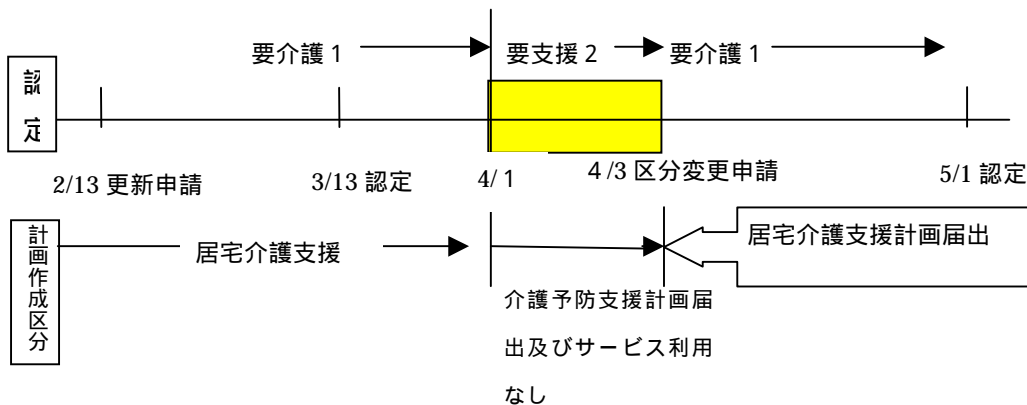 要介護1
要支援2
要介護1
認定
2/13 更新申請
3/13 認定
4/1
4/3 区分変更申請
5/1 認定
計画作成区分
居宅介護支援
居宅介護支援計画届出
介護予防支援計画届
出及びサービス利用
なし